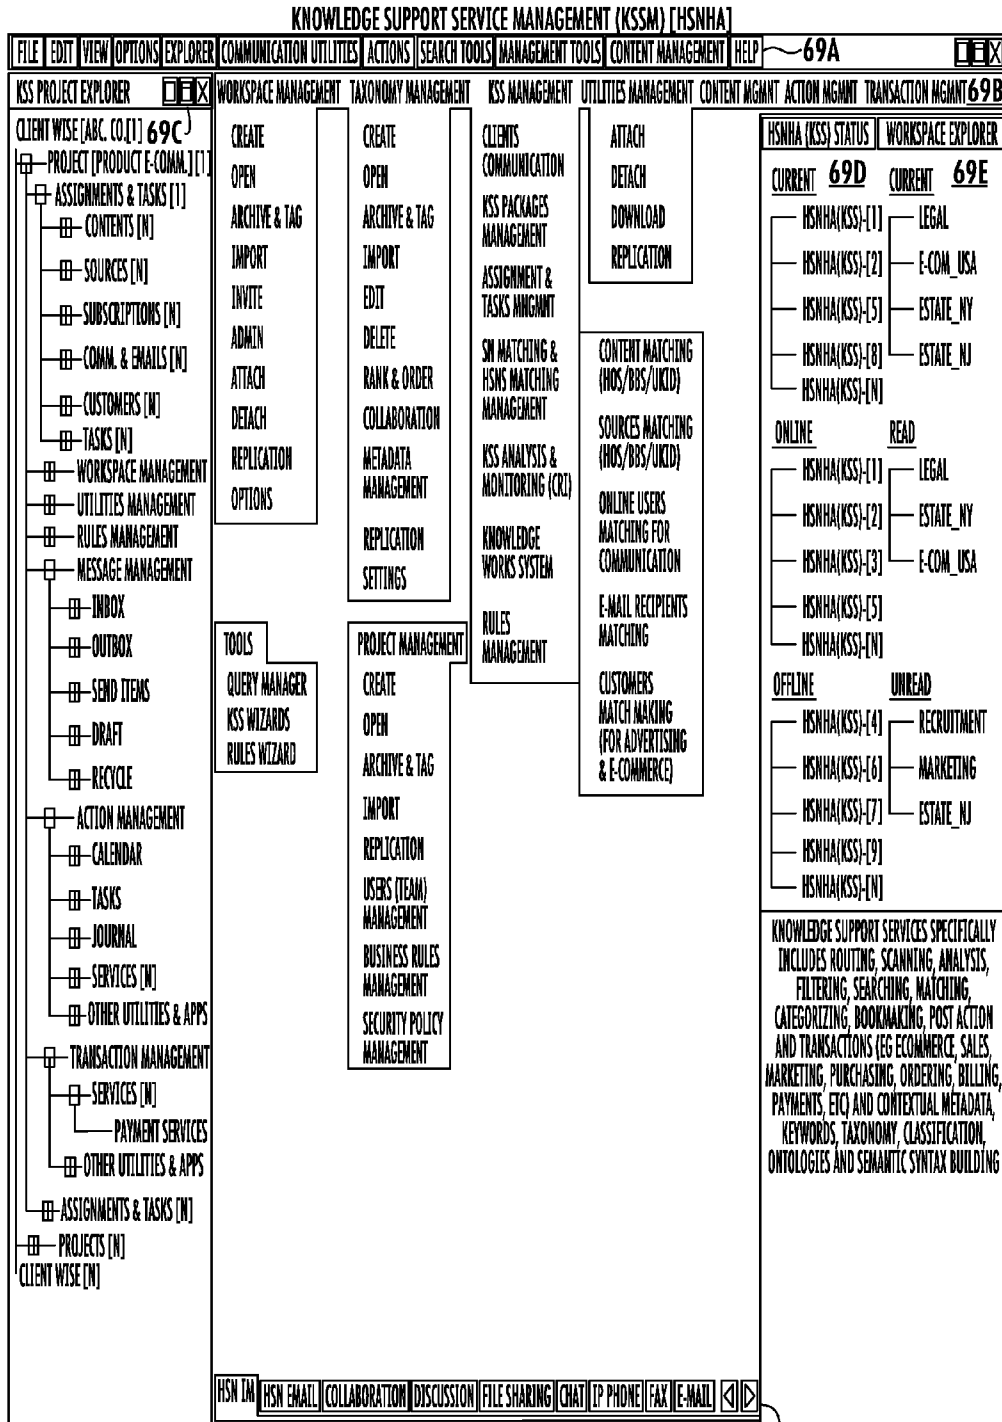 KNOWLEDGE SUPPORT SERVICE MANAGEMENT (KSSM) [HSNHA]
FILE EDIT VIEW OPTIONS EXPLORER COMMUNICATION UTILITIES ACTIONS SEARCH TOOLS MANAGEMENT TOOLS CONTENT MANAGEMENT HELP 69A
KSS PROJECT EXPLORER
CLIENT WISE [ABC. CO.[1] 69C
PROJECT [PRODUCT E-COMM.] [1]
ASSIGNMENTS & TASKS [1]
CONTENTS [N]
SOURCES [N]
SUBSCRIPTIONS [N]
COMM. & EMAILS [N]
CUSTOMERS [N]
TASKS [N]
WORKSPACE MANAGEMENT
UTILITIES MANAGEMENT
RULES MANAGEMENT
MESSAGE MANAGEMENT
INBOX
OUTBOX
SEND ITEMS
DRAFT
RECYCLE
ACTION MANAGEMENT
CALENDAR
TASKS
JOURNAL
SERVICES [N]
OTHER UTILITIES & APPS
TRANSACTION MANAGEMENT
SERVICES [N]
PAYMENT SERVICES
OTHER UTILITIES & APPS
ASSIGNMENTS & TASKS [N]
PROJECTS [N]
CLIENT WISE [N]
WORKSPACE MANAGEMENT TAXONOMY MANAGEMENT KSS MANAGEMENT UTILITIES MANAGEMENT CONTENT MGMNT ACTION MGMNT TRANSACTION MGMNT 69B
CREATE
OPEN
ARCHIVE & TAG
IMPORT
INVITE
ADMIN
ATTACH
DETACH
REPLICATION
OPTIONS
TOOLS
QUERY MANAGER
KSS WIZARDS
RULES WIZARD
CREATE
OPEN
ARCHIVE & TAG
IMPORT
EDIT
DELETE
RANK & ORDER
COLLABORATION
METADATA
MANAGEMENT
REPLICATION
SETTINGS
PROJECT MANAGEMENT
CREATE
OPEN
ARCHIVE & TAG
IMPORT
REPLICATION
USERS (TEAM)
MANAGEMENT
BUSINESS RULES
MANAGEMENT
SECURITY POLICY
MANAGEMENT
CLIENTS
COMMUNICATION
KSS PACKAGES
MANAGEMENT
ASSIGNMENT &
TASKS MNGMNT
SN MATCHING &
HSNS MATCHING
MANAGEMENT
KSS ANALYSIS &
MONITORING (CRI)
KNOWLEDGE
WORKS SYSTEM
RULES
MANAGEMENT
ATTACH
DETACH
DOWNLOAD
REPLICATION
CONTENT MATCHING
(HOS/BBS/UKID)
SOURCES MATCHING
(HOS/BBS/UKID)
ONLINE USERS
MATCHING FOR
COMMUNICATION
E-MAIL RECIPIENTS
MATCHING
CUSTOMERS
MATCH MAKING
(FOR ADVERTISING
& E-COMMERCE)
HSNHA (KSS) STATUS
CURRENT 69D
HSNHA(KSS)-[1]
HSNHA(KSS)-[2]
HSNHA(KSS)-[5]
HSNHA(KSS)-[8]
HSNHA(KSS)-[N]
ONLINE
HSNHA(KSS)-[1]
HSNHA(KSS)-[2]
HSNHA(KSS)-[3]
HSNHA(KSS)-[5]
HSNHA(KSS)-[N]
OFFLINE
HSNHA(KSS)-[4]
HSNHA(KSS)-[6]
HSNHA(KSS)-[7]
HSNHA(KSS)-[9]
HSNHA(KSS)-[N]
WORKSPACE EXPLORER
CURRENT 69E
LEGAL
E-COM_USA
ESTATE_NY
ESTATE_NJ
READ
LEGAL
ESTATE_NY
E-COM_USA
UNREAD
RECRUITMENT
MARKETING
ESTATE_NJ
KNOWLEDGE SUPPORT SERVICES SPECIFICALLY
INCLUDES ROUTING, SCANNING, ANALYSIS,
FILTERING, SEARCHING, MATCHING,
CATEGORIZING, BOOKMAKING, POST ACTION
AND TRANSACTIONS (EG ECOMMERCE, SALES,
MARKETING, PURCHASING, ORDERING, BILLING,
PAYMENTS, ETC) AND CONTEXTUAL METADATA,
KEYWORDS, TAXONOMY, CLASSIFICATION,
ONTOLOGIES AND SEMANTIC SYNTAX BUILDING
HSN IM HSN EMAIL COLLABORATION DISCUSSION FILE SHARING CHAT IP PHONE FAX E-MAIL